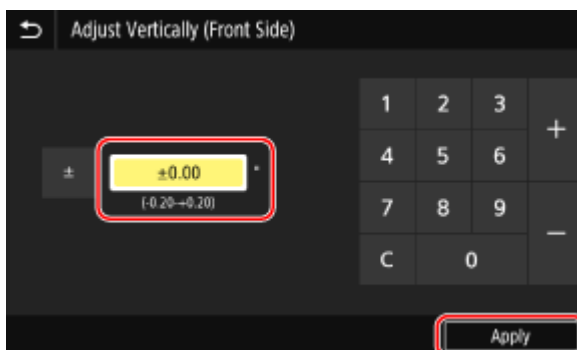 Adjust Vertically (Front Side)
1 2 3 +
± ±0.00 ° 4 5 6
(-0.20~+0.20)
7 8 9 —
C 0
Apply